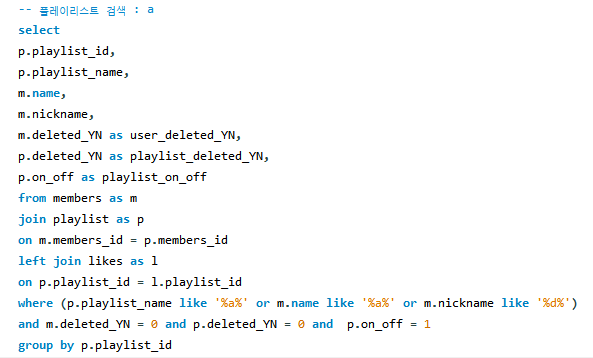 -- 플레이리스트 검색 : a
select
p.playlist_id,
p.playlist_name,
m.name,
m.nickname,
m.deleted_YN as user_deleted_YN,
p.deleted_YN as playlist_deleted_YN,
p.on_off as playlist_on_off
from members as m
join playlist as p
on m.members_id = p.members_id
left join likes as l
on p.playlist_id = l.playlist_id
where (p.playlist_name like '%a%' or m.name like '%a%' or m.nickname like '%d%')
and m.deleted_YN = 0 and p.deleted_YN = 0 and  p.on_off = 1
group by p.playlist_id